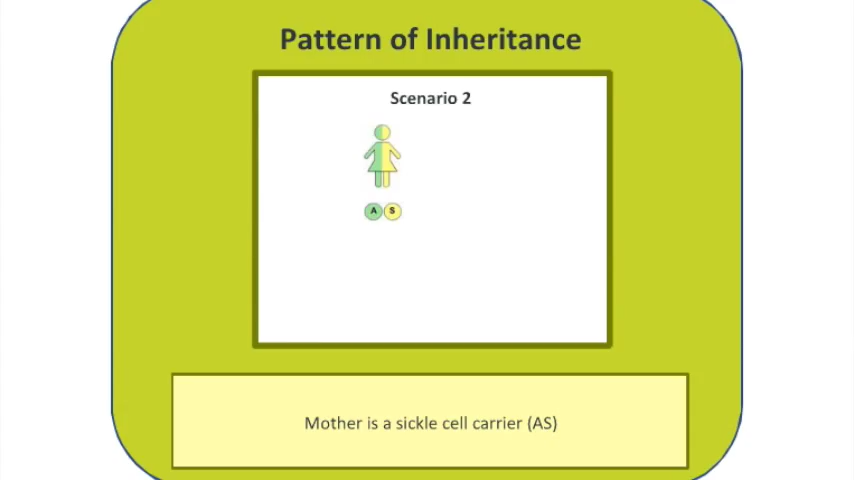 Pattern of Inheritance
Scenario 2
A S
Mother is a sickle cell carrier (AS)